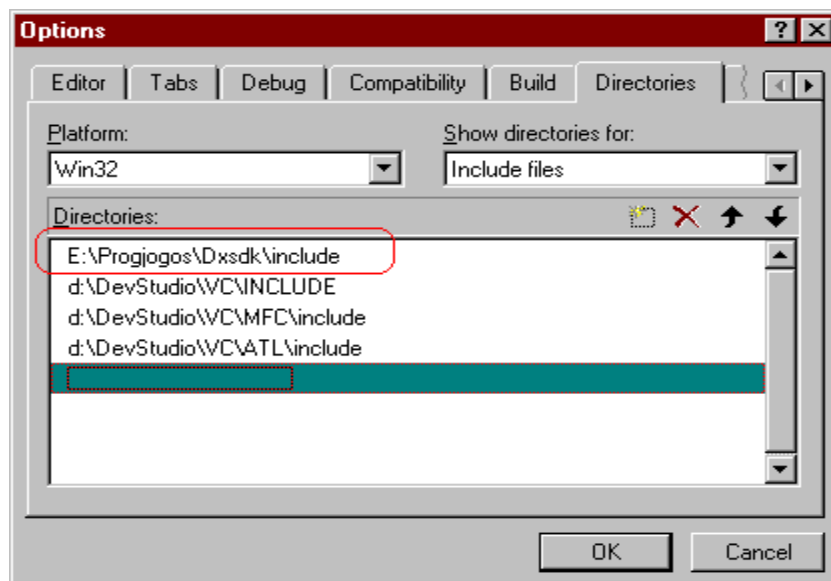 Options
Editor Tabs Debug Compatibility Build Directories
Platform: Show directories for:
Win32 Include files
Directories:
E:\Progjogos\Dxsdk\include
d:\DevStudio\VC\INCLUDE
d:\DevStudio\VC\MFC\include
d:\DevStudio\VC\ATL\include
OK Cancel